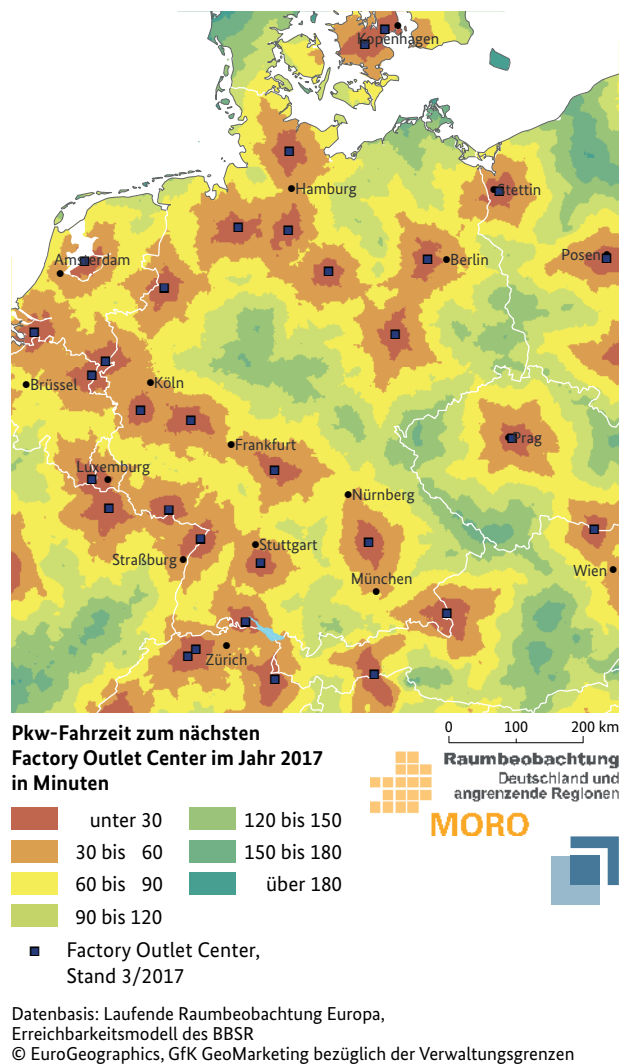 Kopenhagen
Hamburg
Stettin
Amsterdam
Berlin
Posen
Brüssel
Köln
Prag
Frankfurt
Luxemburg
Nürnberg
Stuttgart
Straßburg
Wien
München
Zürich
Pkw-Fahrzeit zum nächsten
Factory Outlet Center im Jahr 2017
in Minuten
0 100 200 km
Raumbeobachtung
Deutschland und
angrenzende Regionen
MORO
unter 30
30 bis 60
60 bis 90
90 bis 120
120 bis 150
150 bis 180
über 180
Factory Outlet Center,
Stand 3/2017
Datenbasis: Laufende Raumbeobachtung Europa,
Erreichbarkeitsmodell des BBSR
© EuroGeographics, GfK GeoMarketing bezüglich der Verwaltungsgrenzen